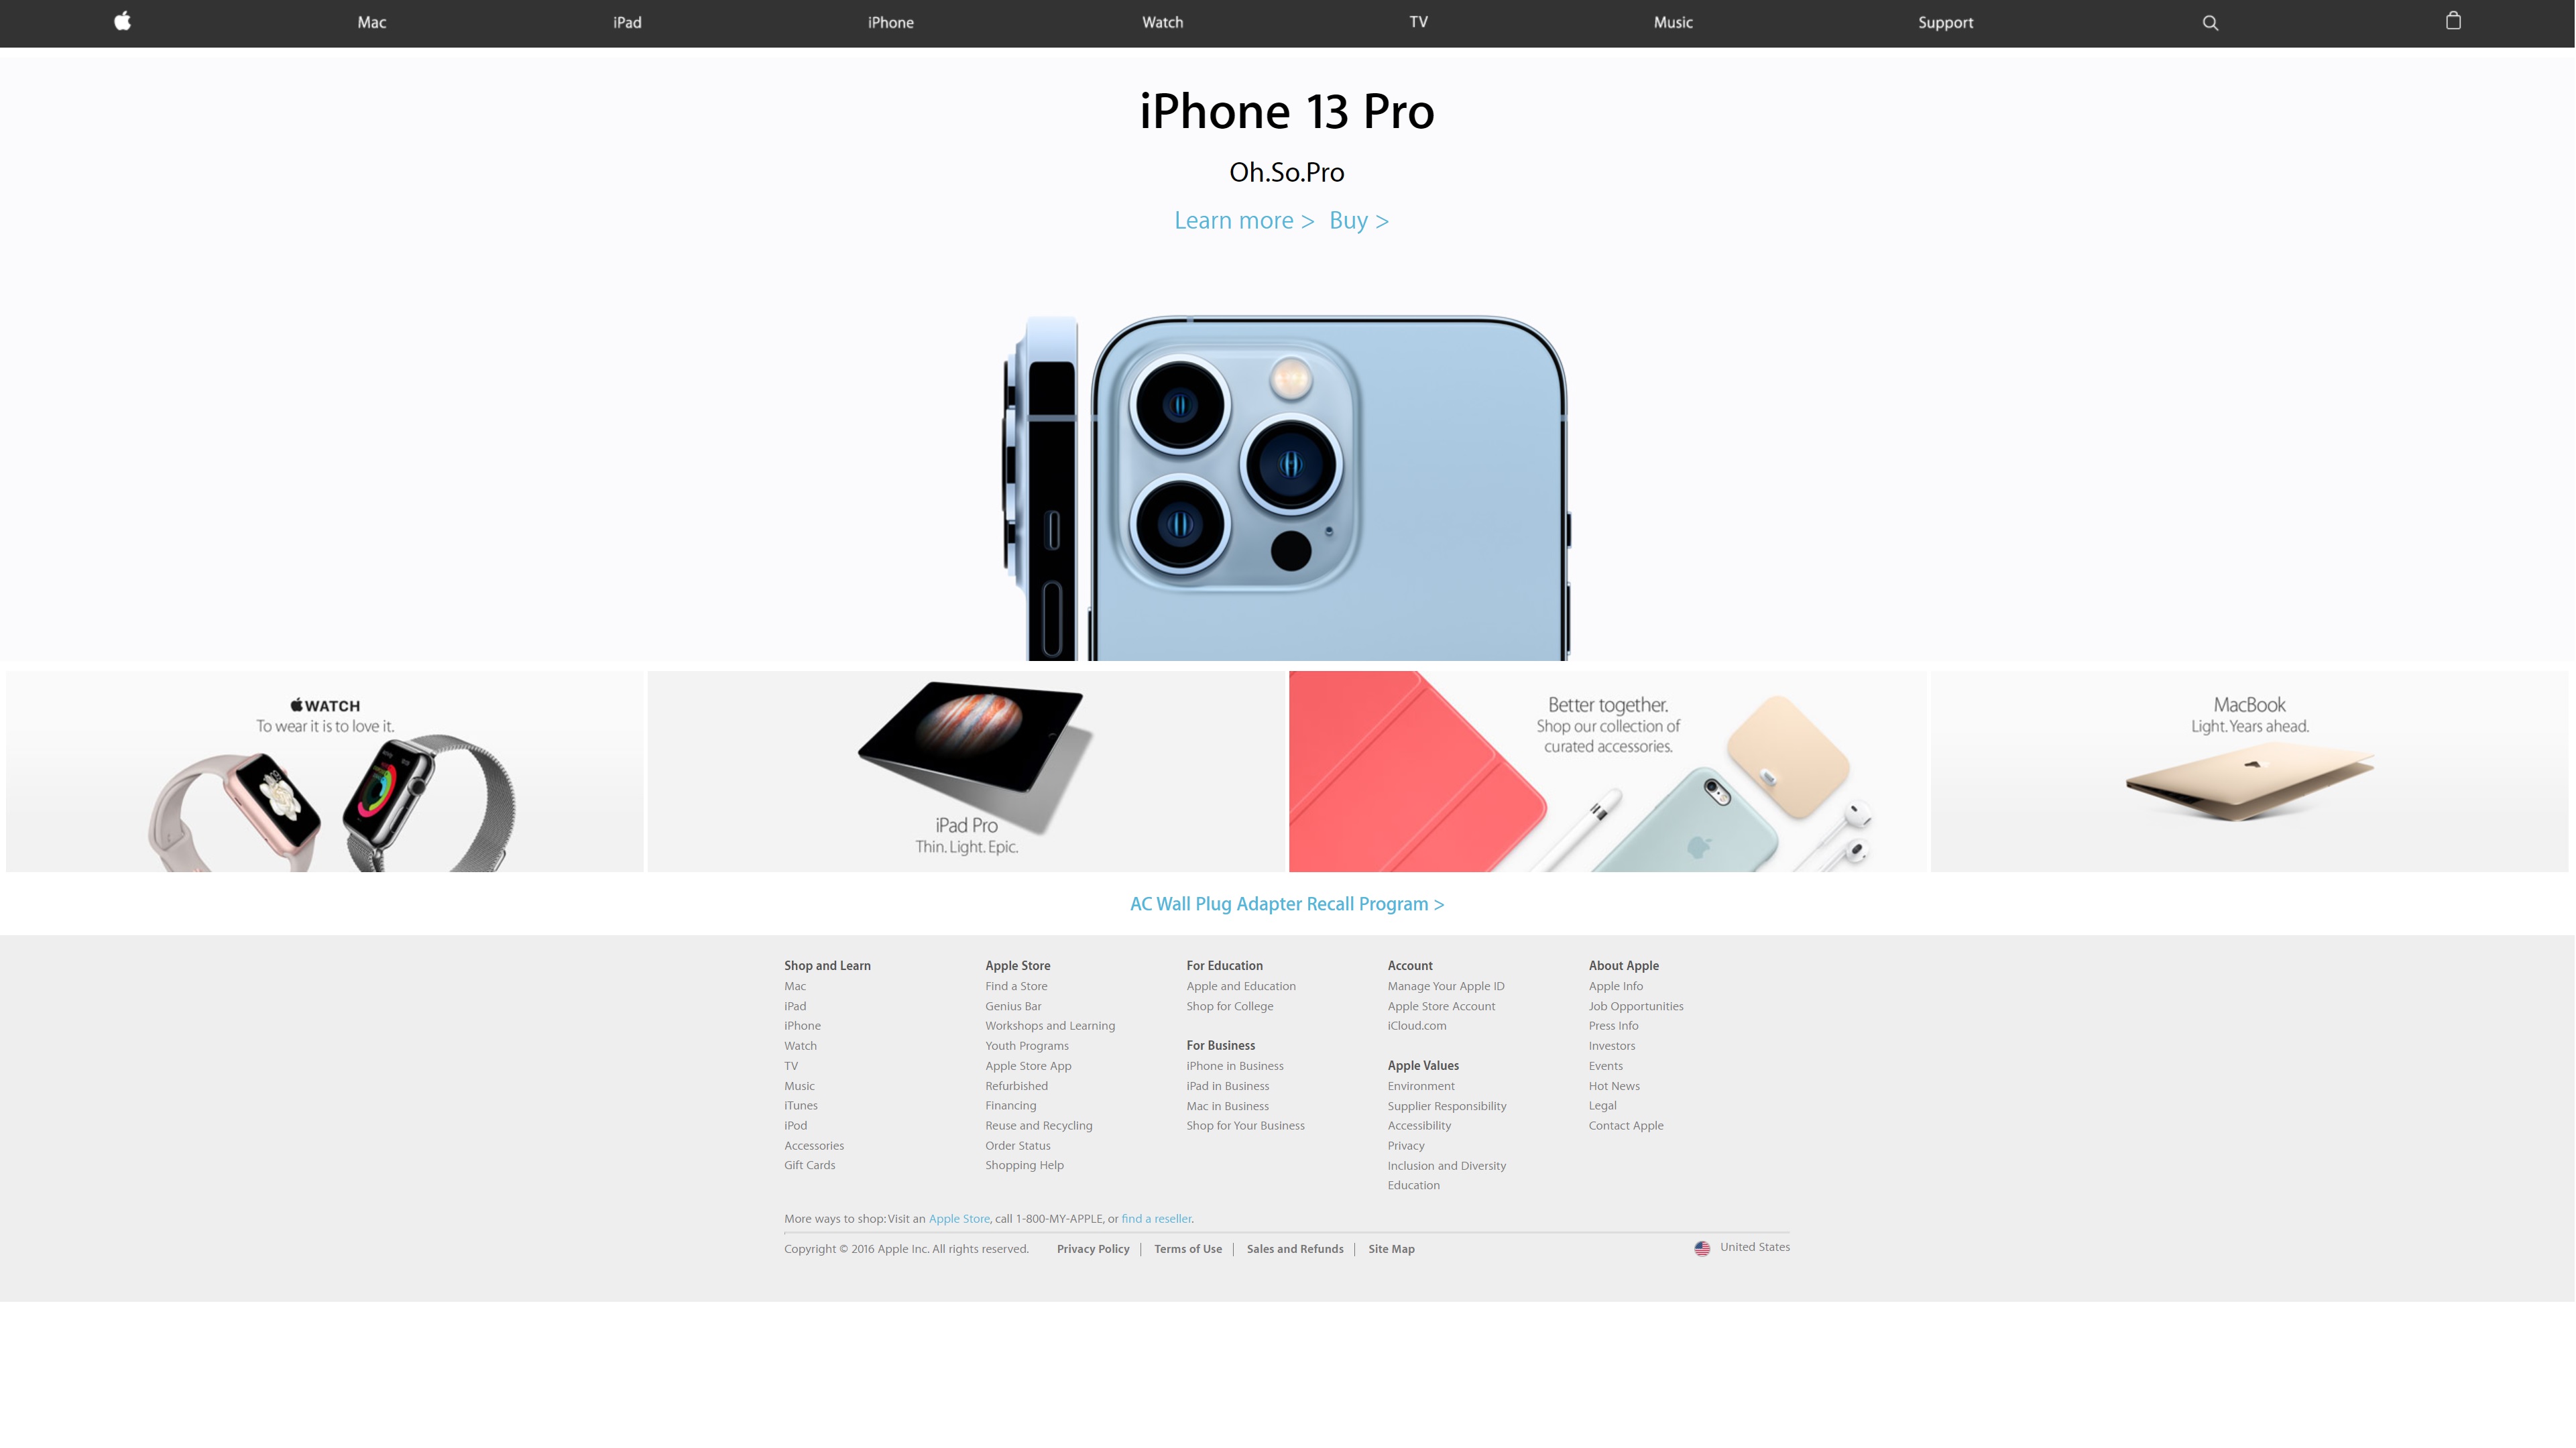 Mac
iPad
iPhone
Watch
TV
Music
Support
iPhone 13 Pro
Oh.So.Pro
Learn more > Buy >
WATCH
To wear it is to love it.
iPad Pro
Thin. Light. Epic.
Better together.
Shop our collection of
curated accessories.
MacBook
Light. Years ahead.
AC Wall Plug Adapter Recall Program >
Shop and Learn
Mac
iPad
iPhone
Watch
TV
Music
iTunes
iPod
Accessories
Gift Cards
Apple Store
Find a Store
Genius Bar
Workshops and Learning
Youth Programs
Apple Store App
Refurbished
Financing
Reuse and Recycling
Order Status
Shopping Help
For Education
Apple and Education
Shop for College
For Business
iPhone in Business
iPad in Business
Mac in Business
Shop for Your Business
Account
Manage Your Apple ID
Apple Store Account
iCloud.com
Apple Values
Environment
Supplier Responsibility
Accessibility
Privacy
Inclusion and Diversity
Education
About Apple
Apple Info
Job Opportunities
Press Info
Investors
Events
Hot News
Legal
Contact Apple
More ways to shop: Visit an Apple Store, call 1-800-MY-APPLE, or find a reseller.
Copyright © 2016 Apple Inc. All rights reserved. Privacy Policy | Terms of Use | Sales and Refunds | Site Map
United States